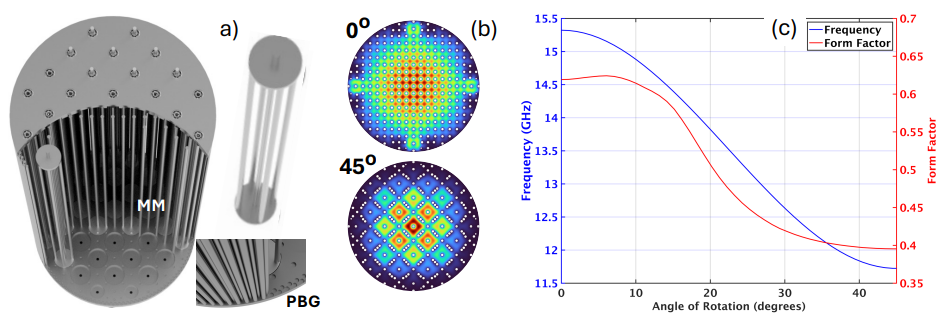 a)
MM
PBG
(b)
0º
45º
(c)
Frequency
Form Factor
15.5
15
14.5
14
13.5
13
12.5
12
11.5
Frequency (GHz)
0
10
20
30
40
Angle of Rotation (degrees)
0.7
0.65
0.6
0.55
0.5
0.45
0.4
0.35
Form Factor